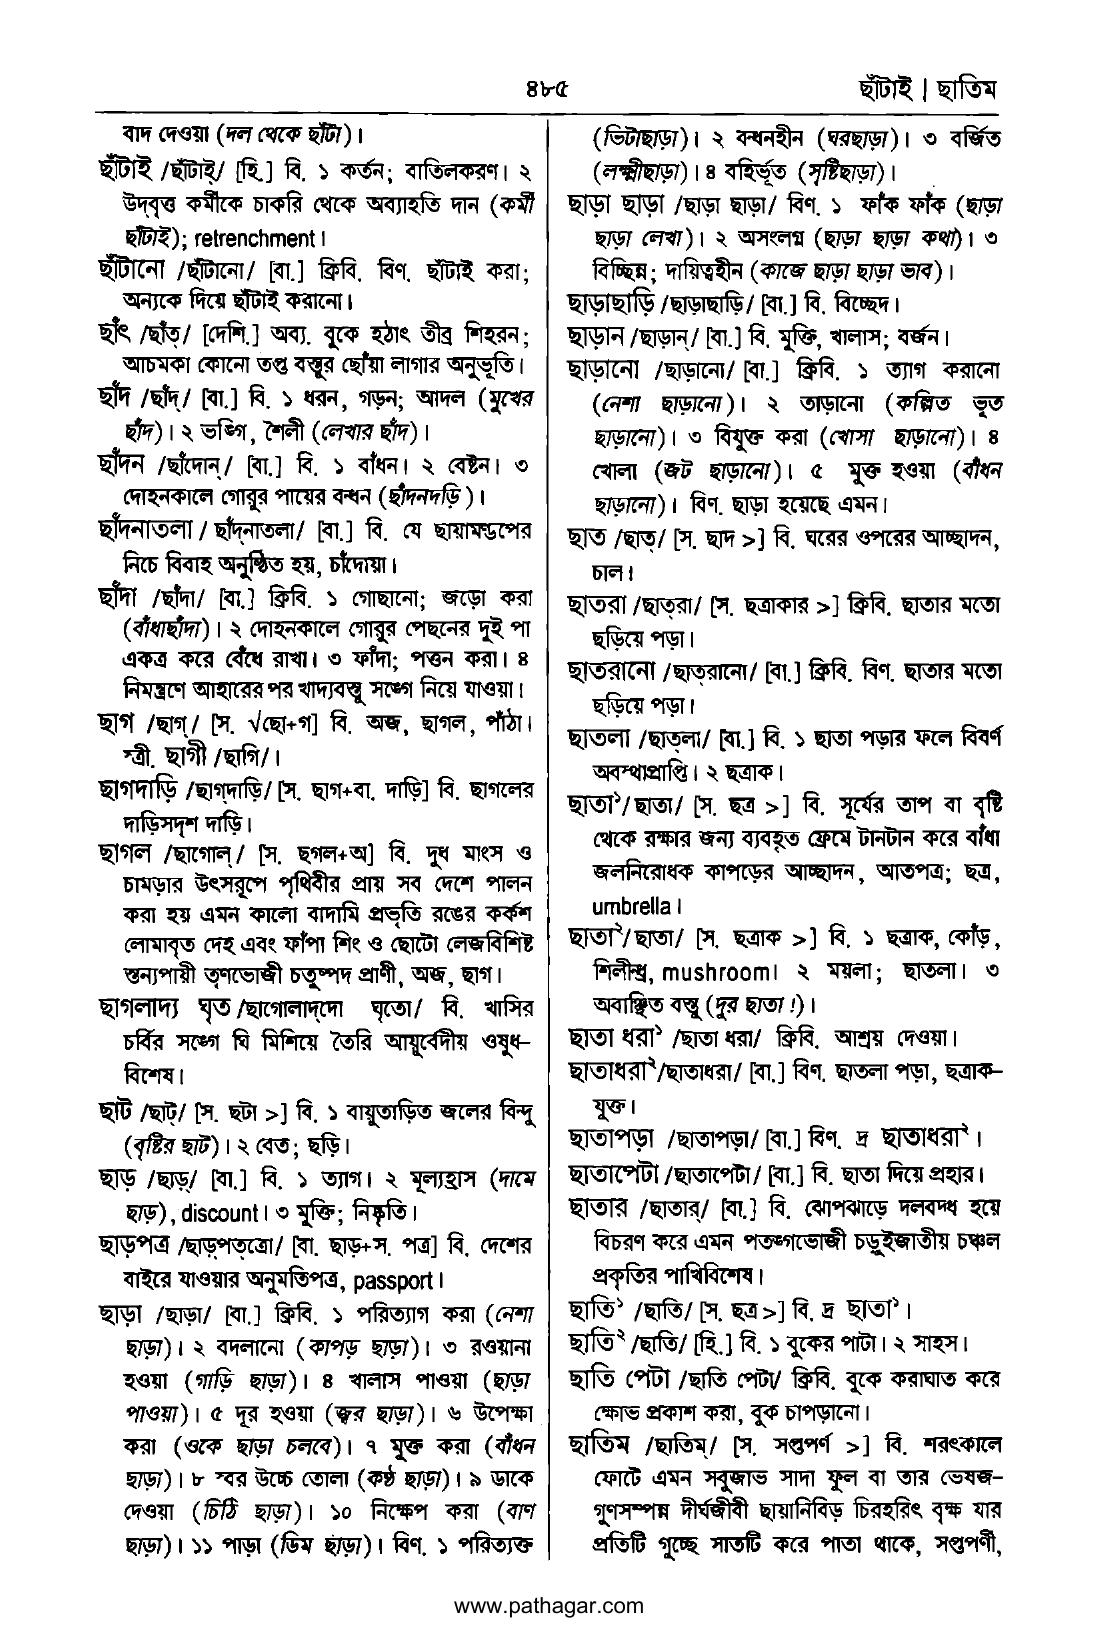 ৪৮৫
ছাঁটাই | ছাতিম
বাদ দেওয়া (দল থেকে ছাঁটা)।
ছাঁটাই /ছাঁটাই্/ [হি.] বি. ১ কর্তন; বাতিলকরণ। ২
উদ্‌বৃত্ত কর্মীকে চাকরি থেকে অব্যাহতি দান (কর্মী
ছাঁটাই); retrenchment।
ছাঁটানো /ছাঁটানো/ [বা.] ক্রিবি. বিণ. ছাঁটাই করা;
অন্যকে দিয়ে ছাঁটাই করানো।
ছাঁৎ /ছাঁত্/ [দেশি.] অব্য. বুকে হঠাৎ তীব্র শিহরন;
আচমকা কোনো তপ্ত বস্তুর ছোঁয়া লাগার অনুভূতি।
ছাঁদ /ছাঁদ্/ [বা.] বি. ১ ধরন, গড়ন; আদল (মুখের
ছাঁদ)। ২ ভঙ্গি, শৈলী (লেখার ছাঁদ)।
ছাঁদন /ছাঁদোন্/ [বা.] বি. ১ বাঁধন। ২ বেষ্টন। ৩
দোহনকালে গোরুর পায়ের বন্ধন (ছাঁদনদড়ি)।
ছাঁদনাতলা / ছাঁদ্‌নাতলা/ [বা.] বি. যে ছায়ামণ্ডপের
নিচে বিবাহ অনুষ্ঠিত হয়, চাঁদোয়া।
ছাঁদা /ছাঁদা/ [বা.] ক্রিবি. ১ গোছানো; জড়ো করা
(বাঁধাছাঁদা)। ২ দোহনকালে গোরুর পেছনের দুই পা
একত্র করে বেঁধে রাখা। ৩ ফাঁদা; পত্তন করা। ৪
নিমন্ত্রণে আহারের পর খাদ্যবস্তু সঙ্গে নিয়ে যাওয়া।
ছাগ /ছাগ্/ [স. √ছো+গ] বি. অজ, ছাগল, পাঁঠা।
স্ত্রী. ছাগী /ছাগি/।
ছাগদাড়ি /ছাগ্‌দাড়ি/ [স. ছাগ+বা. দাড়ি] বি. ছাগলের
দাড়িসদৃশ দাড়ি।
ছাগল /ছাগোল্/ [স. ছগল+অ] বি. দুধ মাংস ও
চামড়ার উৎসরূপে পৃথিবীর প্রায় সব দেশে পালন
করা হয় এমন কালো বাদামি প্রভৃতি রঙের কর্কশ
লোমাবৃত দেহ এবং ফাঁপা শিং ও ছোটো লেজবিশিষ্ট
স্তন্যপায়ী তৃণভোজী চতুষ্পদ প্রাণী, অজ, ছাগ।
ছাগলাদ্য ঘৃত /ছাগোলাদ্‌দো ঘৃতো/ বি. খাসির
চর্বির সঙ্গে ঘি মিশিয়ে তৈরি আয়ুর্বেদীয় ওষুধ-
বিশেষ।
ছাট /ছাট্/ [স. ছটা >] বি. ১ বায়ুতাড়িত জলের বিন্দু
(বৃষ্টির ছাট)। ২ বেত; ছড়ি।
ছাড় /ছাড়্/ [বা.] বি. ১ ত্যাগ। ২ মূল্যহ্রাস (দামে
ছাড়), discount। ৩ মুক্তি; নিষ্কৃতি।
ছাড়পত্র /ছাড়্‌পত্‌ত্রো/ [বা. ছাড়+স. পত্র] বি. দেশের
বাইরে যাওয়ার অনুমতিপত্র, passport।
ছাড়া /ছাড়া/ [বা.] ক্রিবি. ১ পরিত্যাগ করা (নেশা
ছাড়া)। ২ বদলানো (কাপড় ছাড়া)। ৩ রওয়ানা
হওয়া (গাড়ি ছাড়া)। ৪ খালাস পাওয়া (ছাড়া
পাওয়া)। ৫ দূর হওয়া (জ্বর ছাড়া)। ৬ উপেক্ষা
করা (ওকে ছাড়া চলবে)। ৭ মুক্ত করা (বাঁধন
ছাড়া)। ৮ স্বর উচ্চে তোলা (কণ্ঠ ছাড়া)। ৯ ডাকে
দেওয়া (চিঠি ছাড়া)। ১০ নিক্ষেপ করা (বাণ
ছাড়া)। ১১ পাড়া (ডিম ছাড়া)। বিণ. ১ পরিত্যক্ত
(ভিটাছাড়া)। ২ বন্ধনহীন (ঘরছাড়া)। ৩ বর্জিত
(লক্ষ্মীছাড়া)। ৪ বহির্ভূত (সৃষ্টিছাড়া)।
ছাড়া ছাড়া /ছাড়া ছাড়া/ বিণ. ১ ফাঁক ফাঁক (ছাড়া
ছাড়া লেখা)। ২ অসংলগ্ন (ছাড়া ছাড়া কথা)। ৩
বিচ্ছিন্ন; দায়িত্বহীন (কাজে ছাড়া ছাড়া ভাব)।
ছাড়াছাড়ি /ছাড়াছাড়ি/ [বা.] বি. বিচ্ছেদ।
ছাড়ান /ছাড়ান্/ [বা.] বি. মুক্তি, খালাস; বর্জন।
ছাড়ানো /ছাড়ানো/ [বা.] ক্রিবি. ১ ত্যাগ করানো
(নেশা ছাড়ানো)। ২ তাড়ানো (কল্পিত ভূত
ছাড়ানো)। ৩ বিযুক্ত করা (খোসা ছাড়ানো)। ৪
খোলা (জট ছাড়ানো)। ৫ মুক্ত হওয়া (বাঁধন
ছাড়ানো)। বিণ. ছাড়া হয়েছে এমন।
ছাত /ছাত্/ [স. ছাদ >] বি. ঘরের ওপরের আচ্ছাদন,
চাল।
ছাতরা /ছাত্‌রা/ [স. ছত্রাকার >] ক্রিবি. ছাতার মতো
ছড়িয়ে পড়া।
ছাতরানো /ছাত্‌রানো/ [বা.] ক্রিবি. বিণ. ছাতার মতো
ছড়িয়ে পড়া।
ছাতলা /ছাত্‌লা/ [বা.] বি. ১ ছাতা পড়ার ফলে বিবর্ণ
অবস্থাপ্রাপ্তি। ২ ছত্রাক।
ছাতা¹/ছাতা/ [স. ছত্র >] বি. সূর্যের তাপ বা বৃষ্টি
থেকে রক্ষার জন্য ব্যবহৃত ফ্রেমে টানটান করে বাঁধা
জলনিরোধক কাপড়ের আচ্ছাদন, আতপত্র; ছত্র,
umbrella।
ছাতা²/ছাতা/ [স. ছত্রাক >] বি. ১ ছত্রাক, কোঁড়,
শিলীন্ধ্র, mushroom। ২ ময়লা; ছাতলা। ৩
অবাঞ্ছিত বস্তু (দুর ছাতা!)।
ছাতা ধরা¹ /ছাতা ধরা/ ক্রিবি. আশ্রয় দেওয়া।
ছাতাধরা²/ছাতাধরা/ [বা.] বিণ. ছাতলা পড়া, ছত্রাক-
যুক্ত।
ছাতাপড়া /ছাতাপড়া/ [বা.] বিণ. দ্র ছাতাধরা²।
ছাতাপেটা /ছাতাপেটা/ [বা.] বি. ছাতা দিয়ে প্রহার।
ছাতার /ছাতার্/ [বা.] বি. ঝোপঝাড়ে দলবদ্ধ হয়ে
বিচরণ করে এমন পতঙ্গভোজী চড়ুইজাতীয় চঞ্চল
প্রকৃতির পাখিবিশেষ।
ছাতি¹ /ছাতি/ [স. ছত্র >] বি. দ্র ছাতা¹।
ছাতি² /ছাতি/ [হি.] বি. ১ বুকের পাটা। ২ সাহস।
ছাতি পেটা /ছাতি পেটা/ ক্রিবি. বুকে করাঘাত করে
ক্ষোভ প্রকাশ করা, বুক চাপড়ানো।
ছাতিম /ছাতিম্/ [স. সপ্তপর্ণ >] বি. শরৎকালে
ফোটে এমন সবুজাভ সাদা ফুল বা তার ভেষজ-
গুণসম্পন্ন দীর্ঘজীবী ছায়ানিবিড় চিরহরিৎ বৃক্ষ যার
প্রতিটি গুচ্ছে সাতটি করে পাতা থাকে, সপ্তপর্ণী,
www.pathagar.com